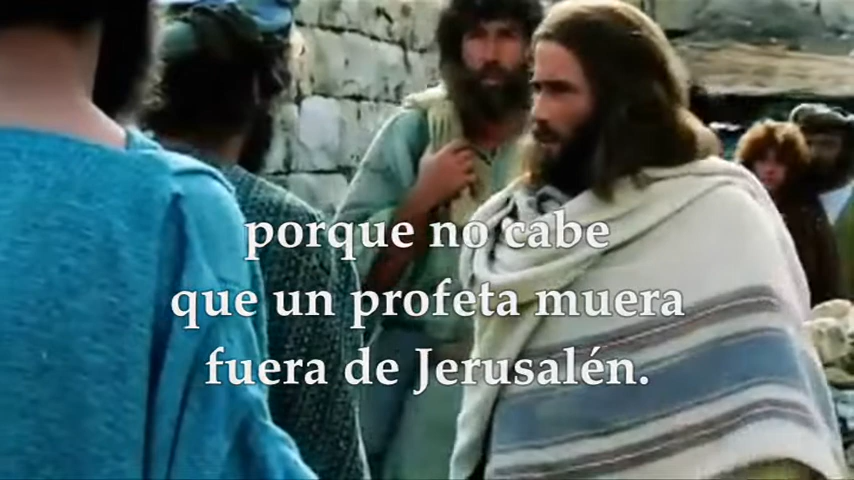 porque no cabe
que un profeta muera
fuera de Jerusalén.